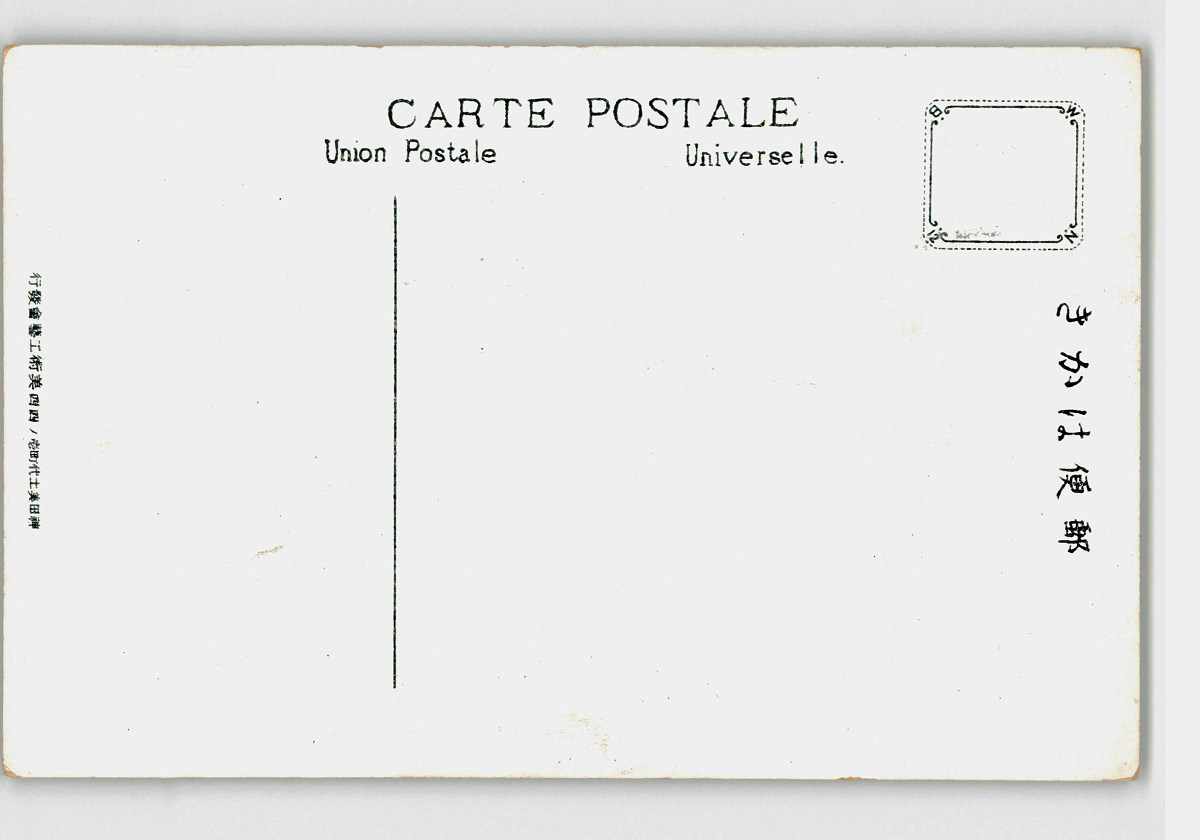 CARTE POSTALE
Union Postale Universelle.
郵便はかき
神田美土代町壱ノ四四美術工藝會發行